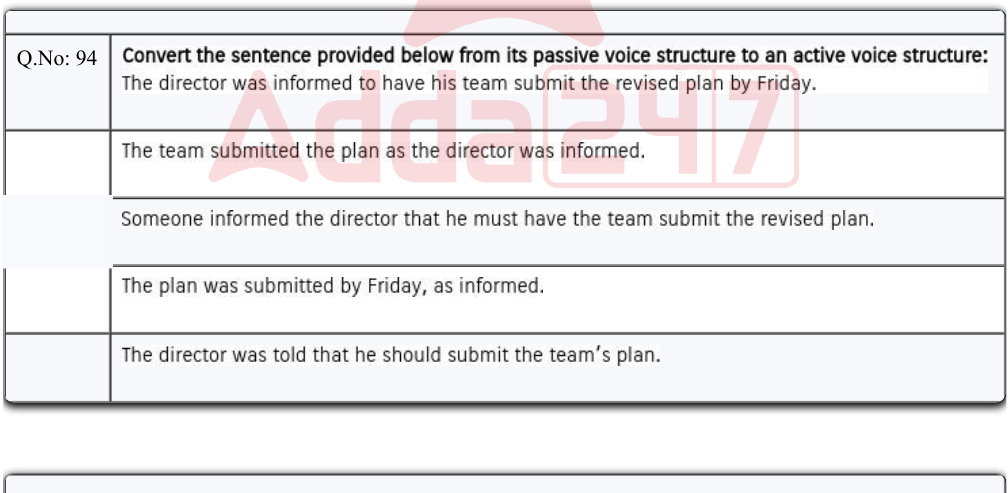 Q.No: 94
Convert the sentence provided below from its passive voice structure to an active voice structure:
The director was informed to have his team submit the revised plan by Friday.
Adda247
The team submitted the plan as the director was informed.
Someone informed the director that he must have the team submit the revised plan.
The plan was submitted by Friday, as informed.
The director was told that he should submit the team's plan.